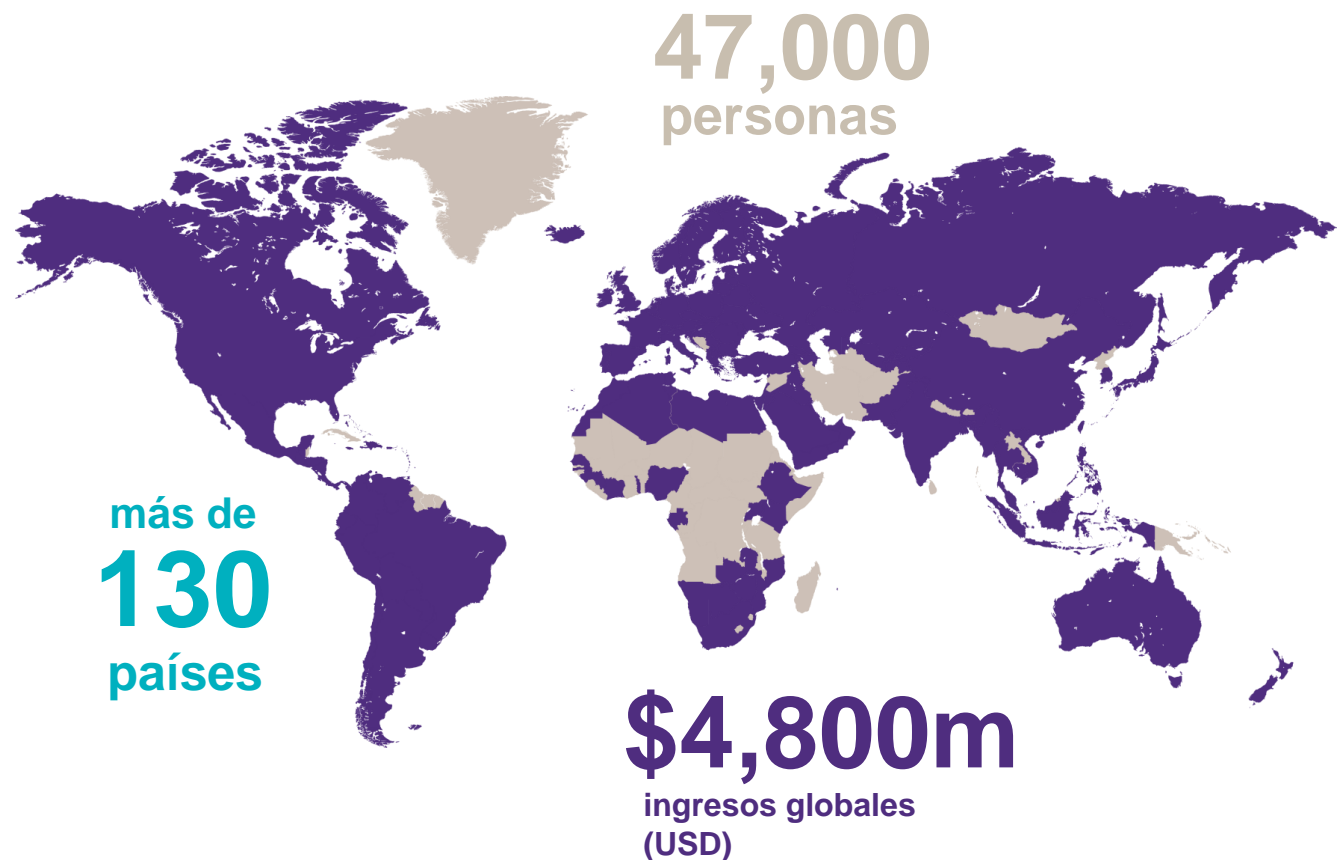 47,000
personas
más de
130
países
$4,800m
ingresos globales
(USD)